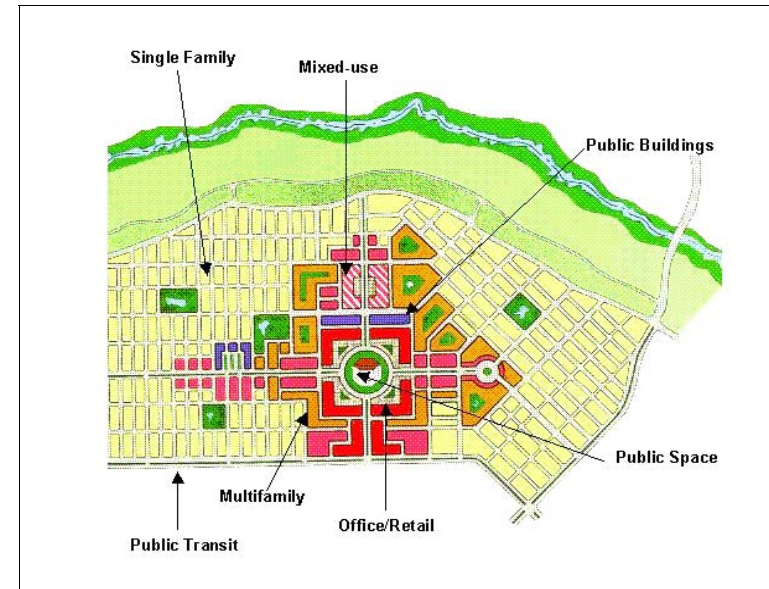 Single Family
Mixed-use
Public Buildings
Public Space
Multifamily
Office/Retail
Public Transit